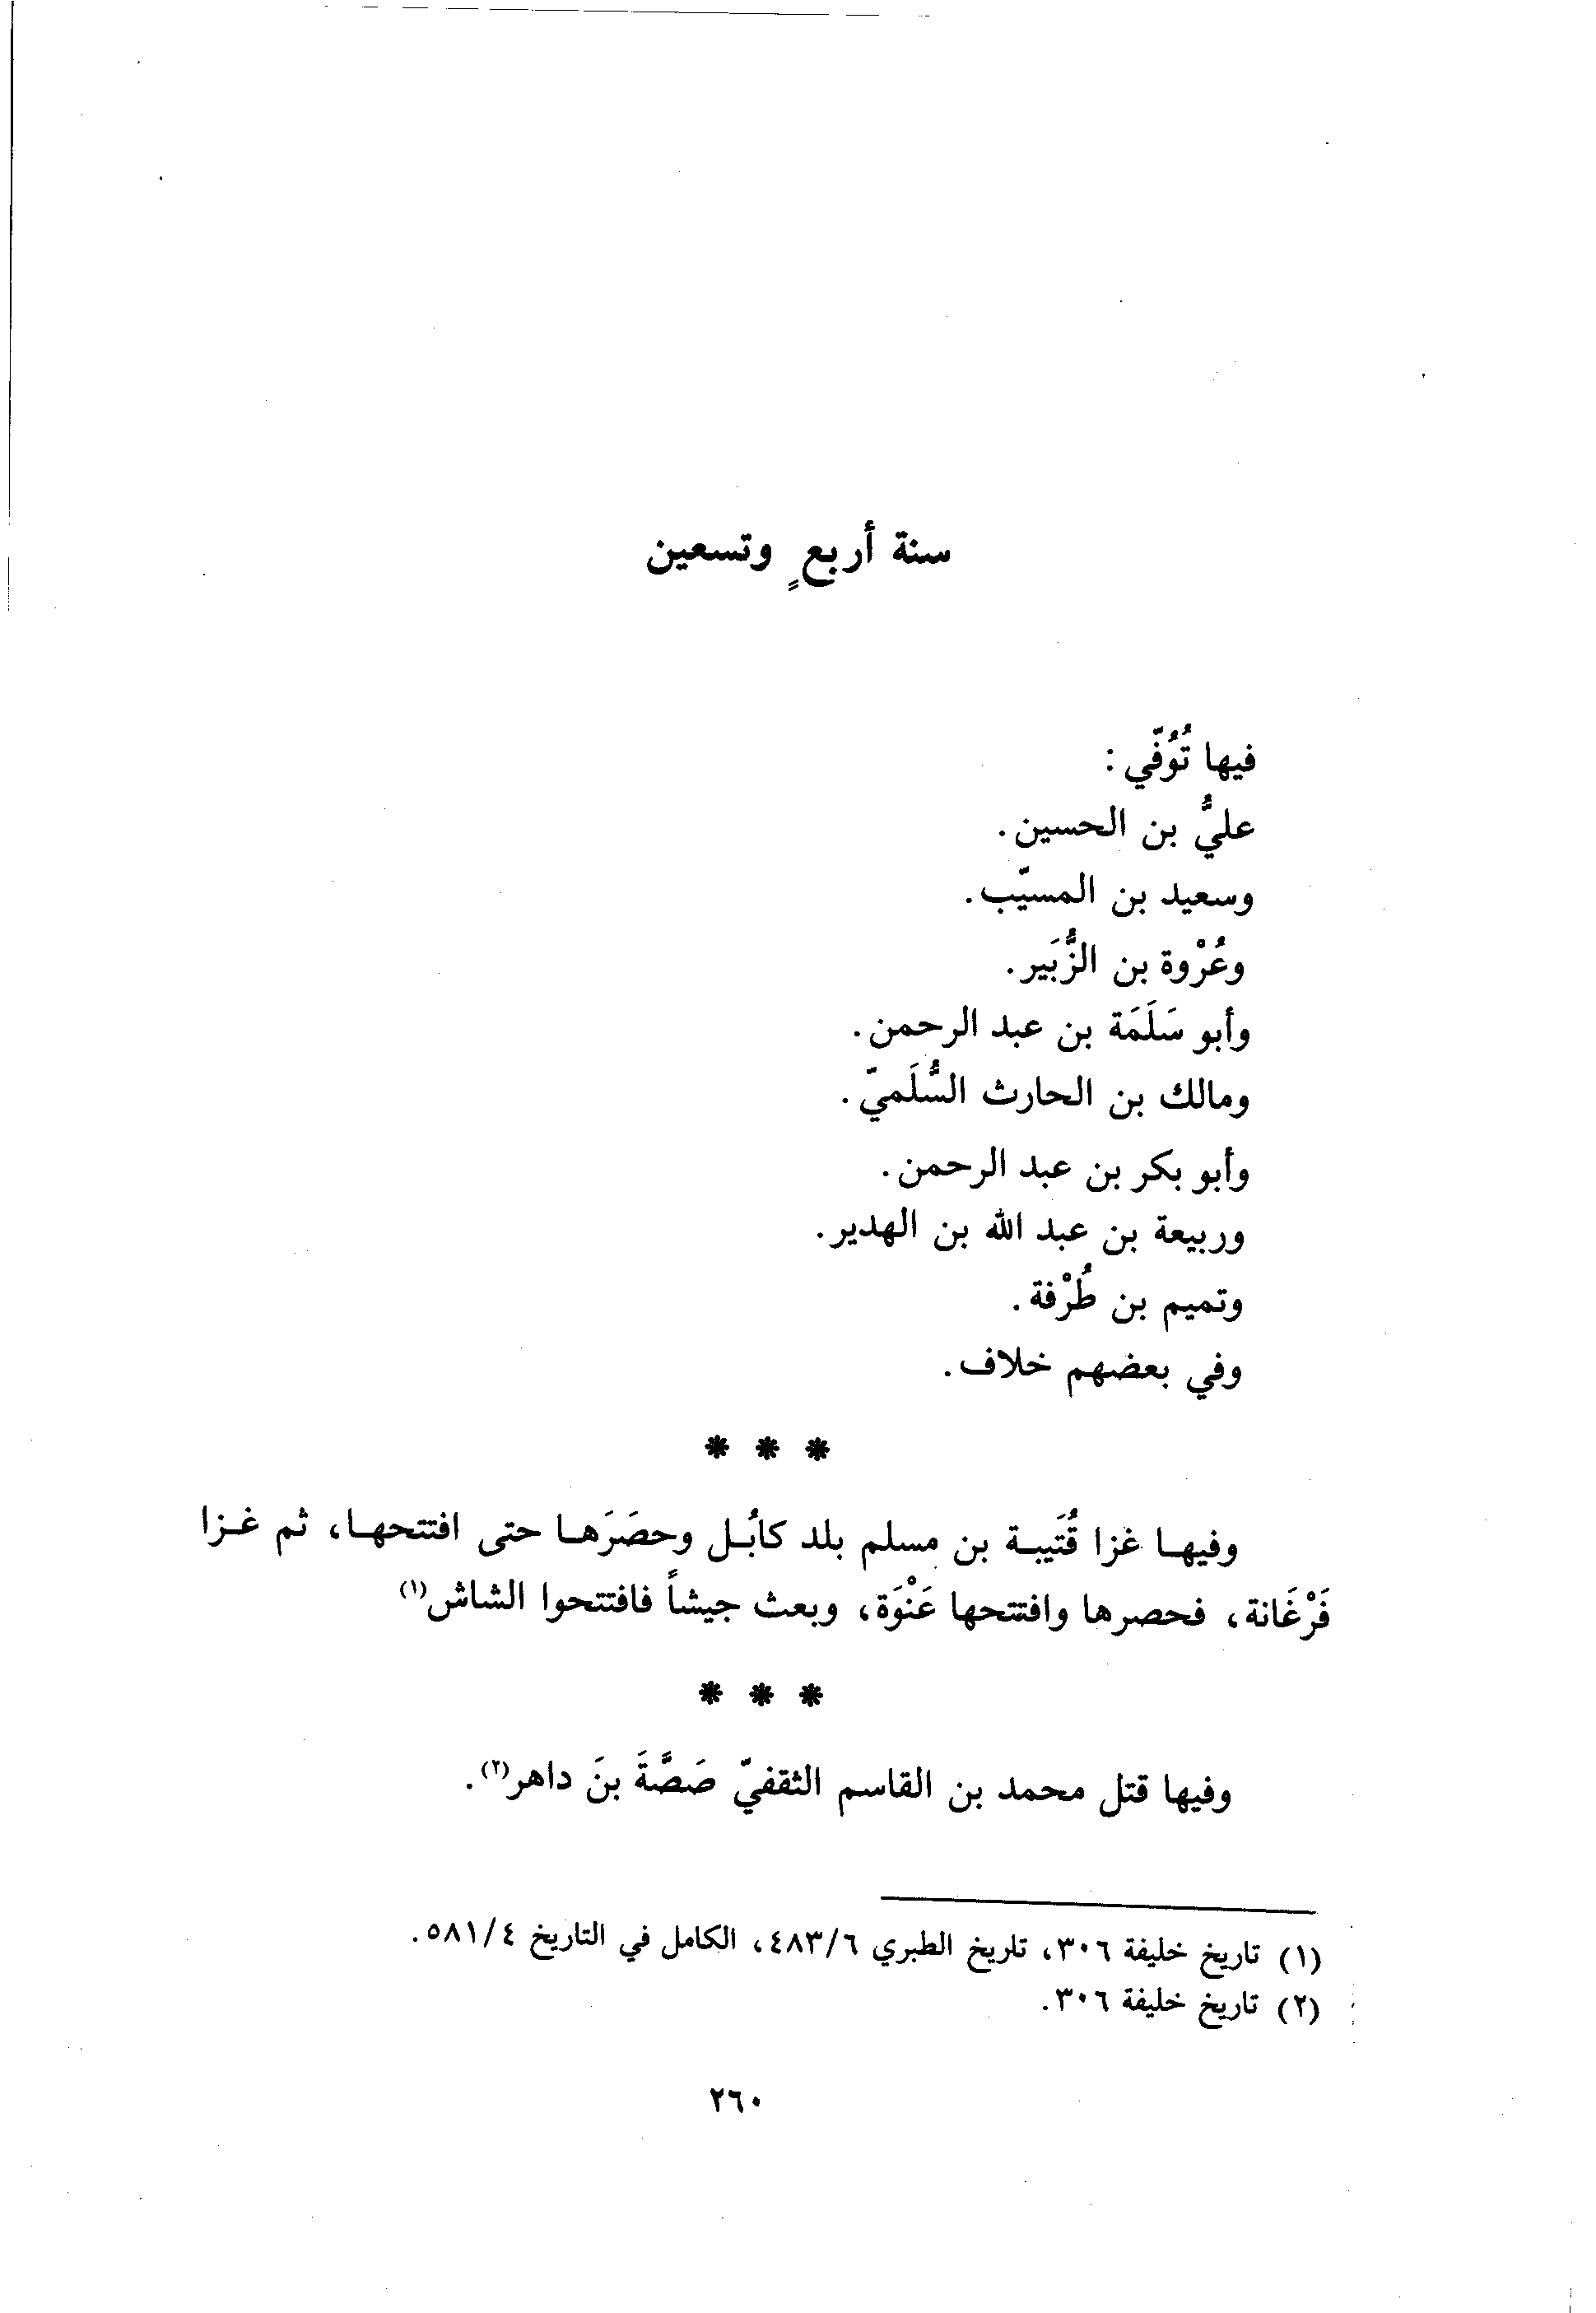 سنة أربعٍ وتسعين
فيها تُوُفّي :
عليُّ بن الحسين.
وسعيد بن المسيّب.
وعُرْوة بن الزُّبَير.
وأبو سَلَمَة بن عبد الرحمن.
ومالك بن الحارث السُّلَميّ.
وأبو بكر بن عبد الرحمن.
وربيعة بن عبد الله بن الهدير.
وتميم بن طُرْفة.
وفي بعضهم خلاف.
* * *
وفيها غزا قُتَيبة بن مسلم بلد كابُل وحصَرَها حتى افتتحها، ثم غزا
فَرْغَانة، فحصرها وافتتحها عَنْوَة، وبعث جيشاً فافتتحوا الشاش(١)
* * *
وفيها قتل محمد بن القاسم الثقفيّ صَصَّةَ بنَ داهر(٢).
(١) تاريخ خليفة ٣٠٦، تاريخ الطبري ٤٨٣/٦، الكامل في التاريخ ٥٨١/٤.
(٢) تاريخ خليفة ٣٠٦.
٢٦٠